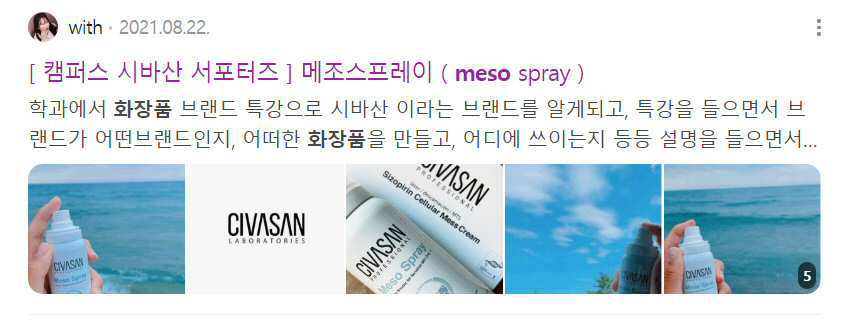 with · 2021.08.22.
[ 캠퍼스 시바산 서포터즈 ] 메조스프레이 ( meso spray )
학과에서 화장품 브랜드 특강으로 시바산 이라는 브랜드를 알게되고, 특강을 들으면서 브
랜드가 어떤브랜드인지, 어떠한 화장품을 만들고, 어디에 쓰이는지 등등 설명을 들으면서...
CIVASAN
Meso Spray
CIVASAN
LABORATORIES
CIVASAN
PROFESSIONAL
Sizopirin Cellular Mess Cream
CIVASAN
PROFESSIONAL
Meso Spray
CIVASAN
Meso Spray
5